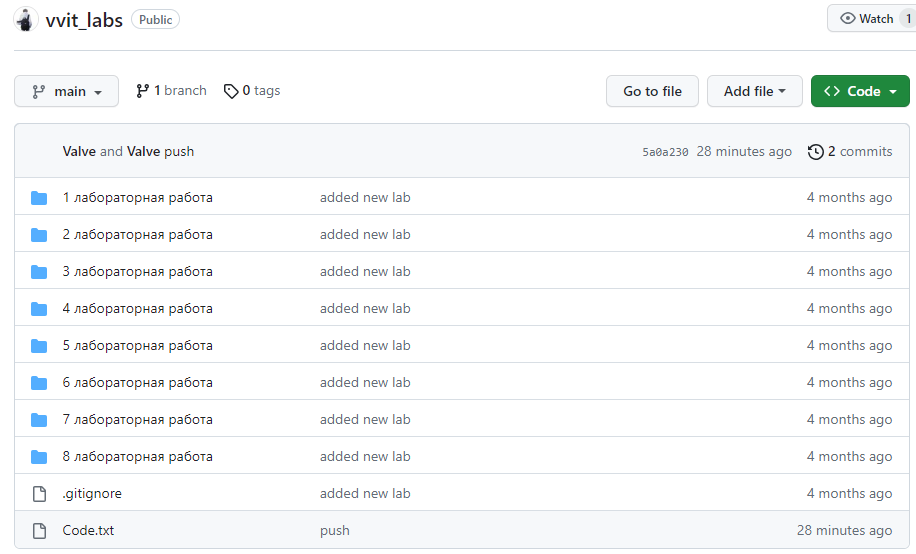 vvit_labs Public Watch 1
main 1 branch 0 tags Go to file Add file Code
Valve and Valve push 5a0a230 28 minutes ago 2 commits
1 лабораторная работа added new lab 4 months ago
2 лабораторная работа added new lab 4 months ago
3 лабораторная работа added new lab 4 months ago
4 лабораторная работа added new lab 4 months ago
5 лабораторная работа added new lab 4 months ago
6 лабораторная работа added new lab 4 months ago
7 лабораторная работа added new lab 4 months ago
8 лабораторная работа added new lab 4 months ago
.gitignore added new lab 4 months ago
Code.txt push 28 minutes ago